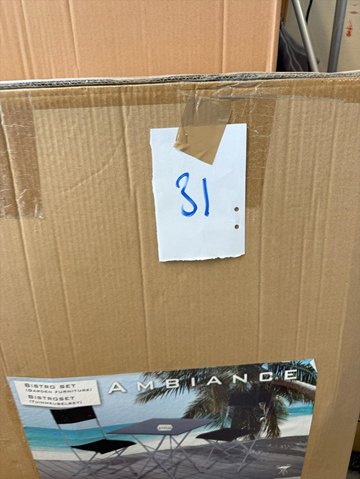 31
AMBIANCE
BISTRO SET
(GARDEN FURNITURE)
BISTROSET